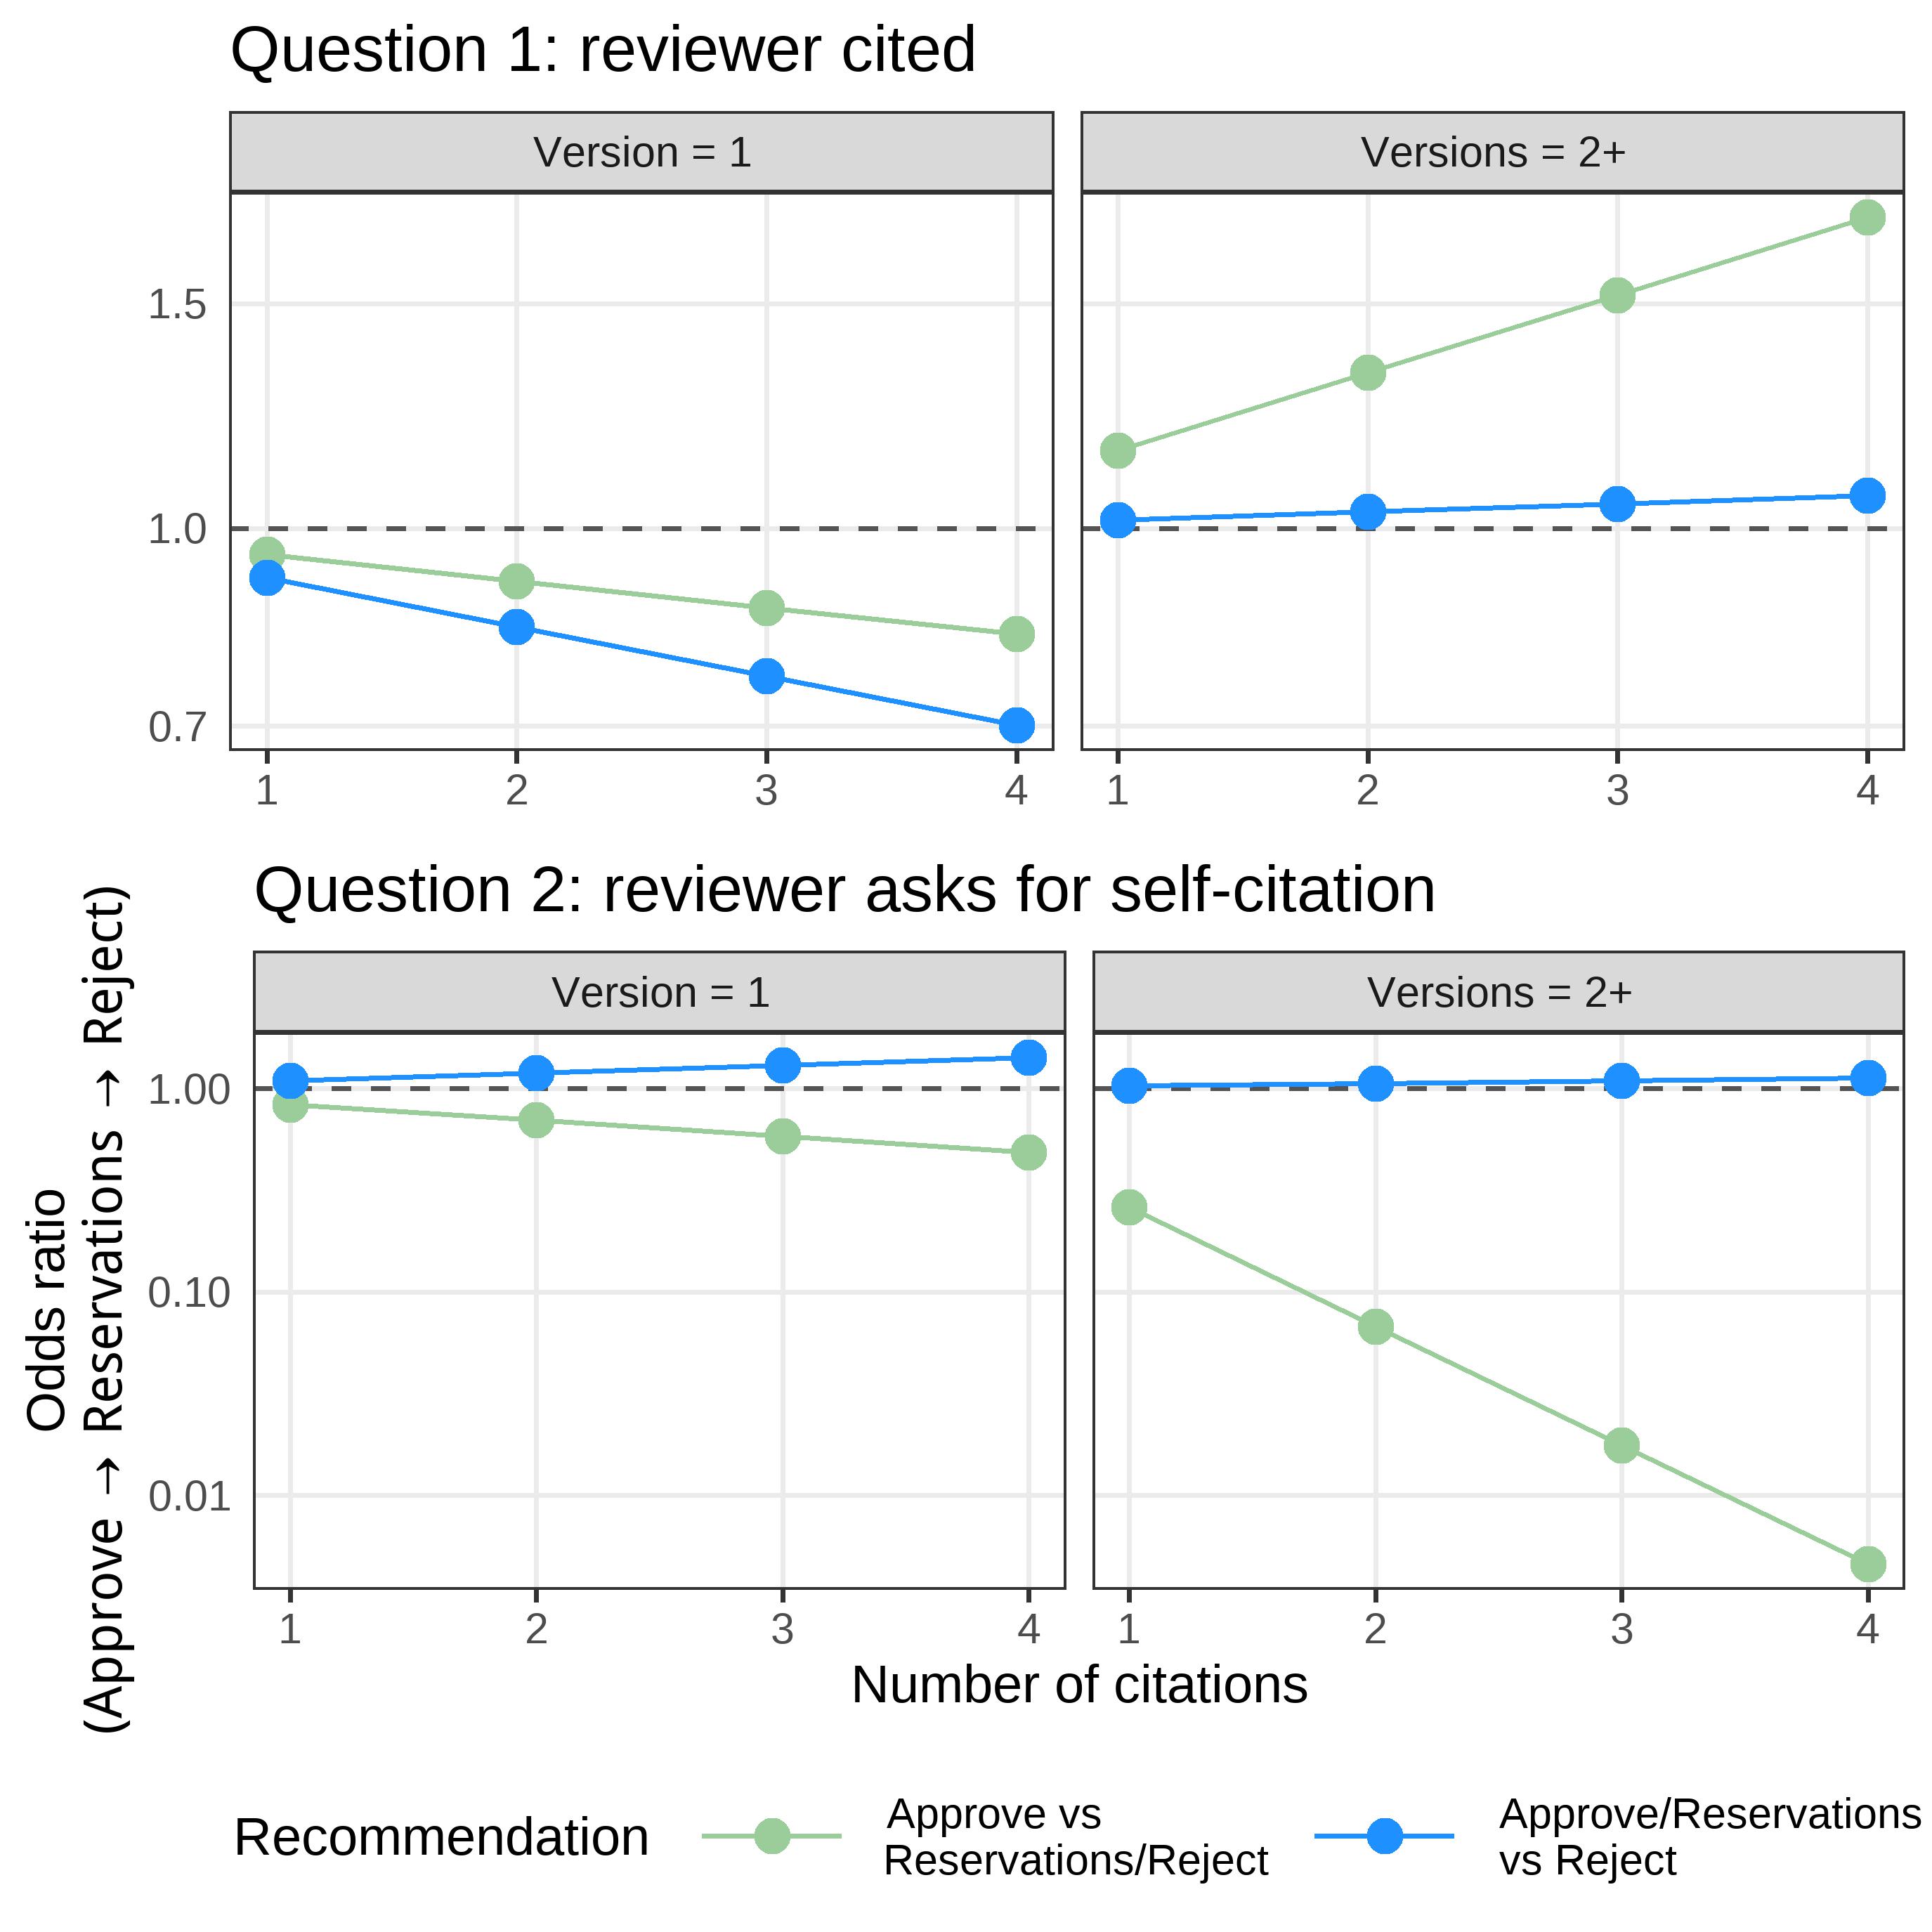 Question 1: reviewer cited
Version = 1
Versions = 2+
1.5
1.0
0.7
1 2 3 4
1 2 3 4
Question 2: reviewer asks for self-citation
Version = 1
Versions = 2+
Odds ratio
(Approve → Reservations → Reject)
1.00
0.10
0.01
1 2 3 4
1 2 3 4
Number of citations
Recommendation
Approve vs
Reservations/Reject
Approve/Reservations
vs Reject